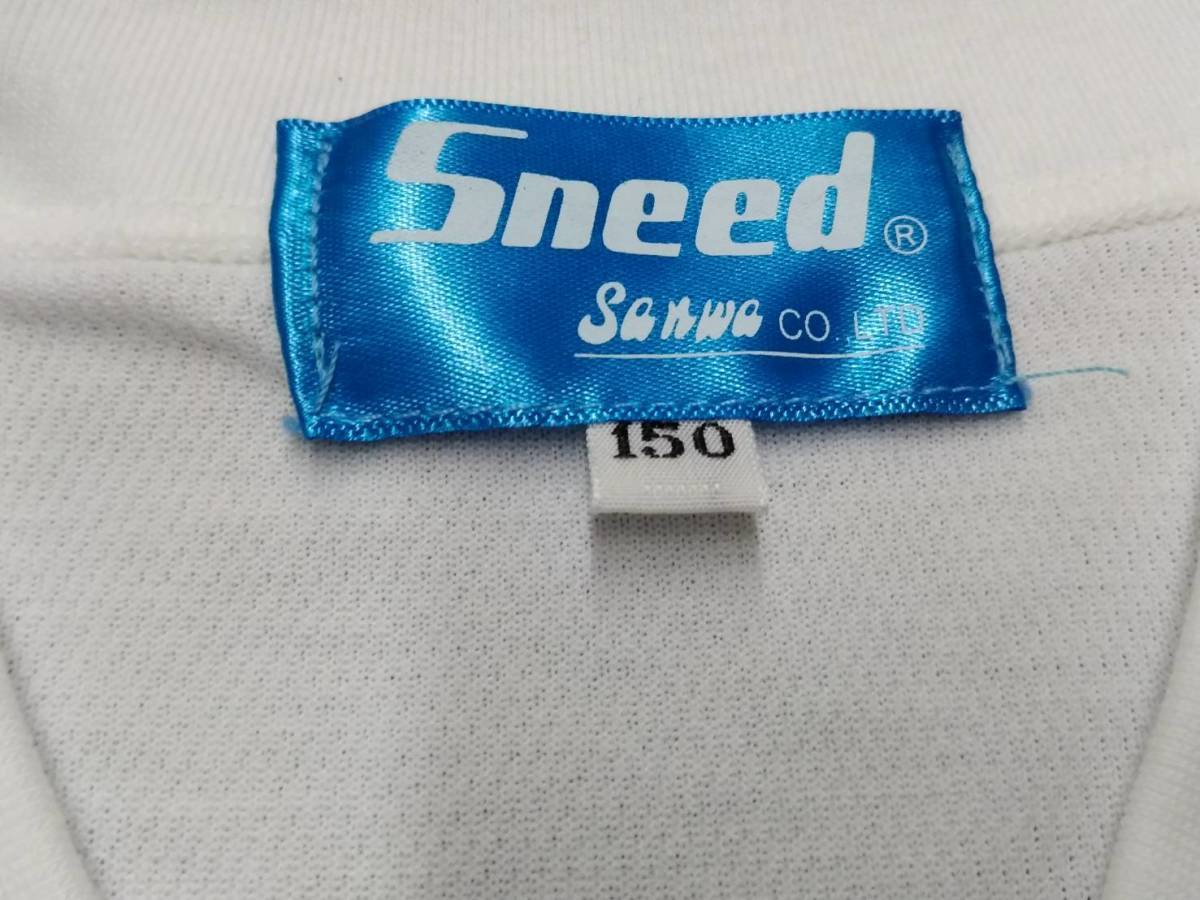 Sneed ®
Sanwa CO LTD
150